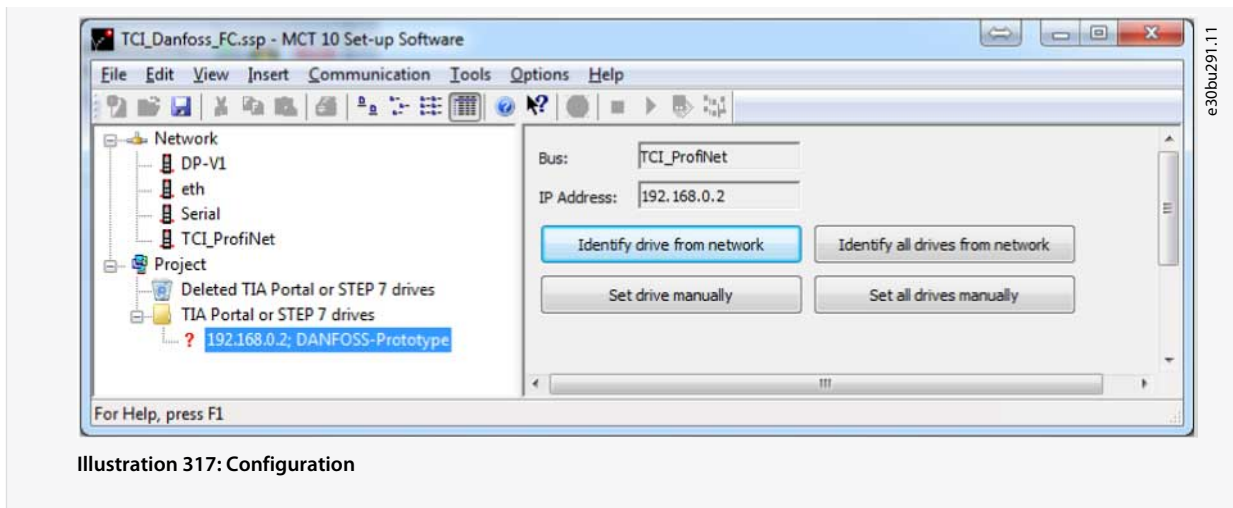 TCI_Danfoss_FC.ssp - MCT 10 Set-up Software
File Edit View Insert Communication Tools Options Help
Network
DP-V1
eth
Serial
TCI_ProfiNet
Project
Deleted TIA Portal or STEP 7 drives
TIA Portal or STEP 7 drives
? 192.168.0.2; DANFOSS-Prototype
Bus: TCI_ProfiNet
IP Address: 192.168.0.2
Identify drive from network Identify all drives from network
Set drive manually Set all drives manually
For Help, press F1
e30bu291.11
Illustration 317: Configuration